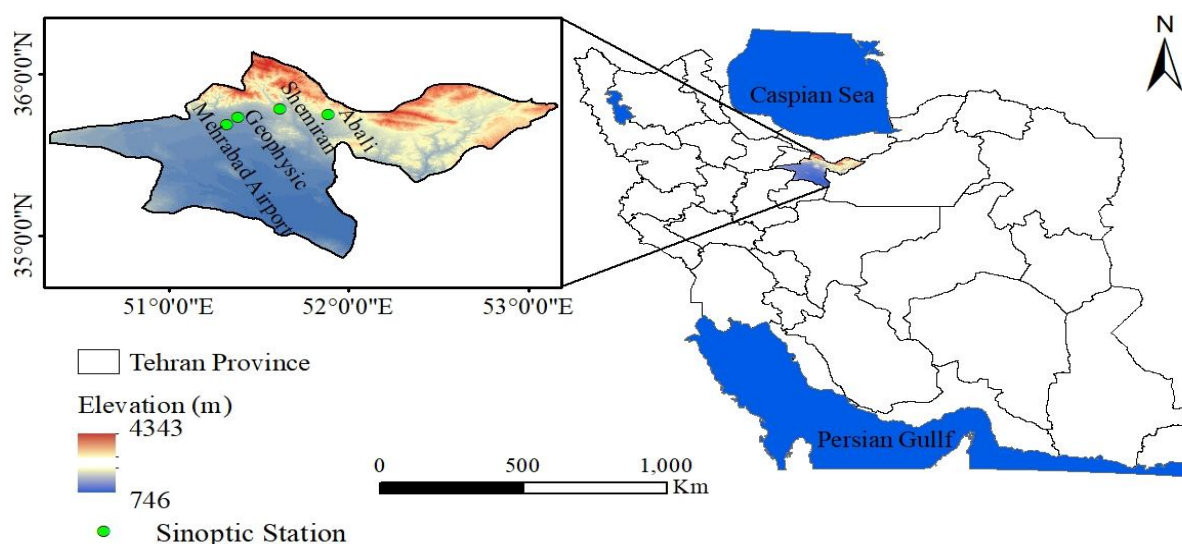 N
36°0'0"N
35°0'0"N
Caspian Sea
Shemiran
Abali
Geophysic
Mehrabad Airport
51°0'0"E
52°0'0"E
53°0'0"E
Tehran Province
Elevation (m)
4343
746
Sinoptic Station
0
500
1,000
Km
Persian Gullf